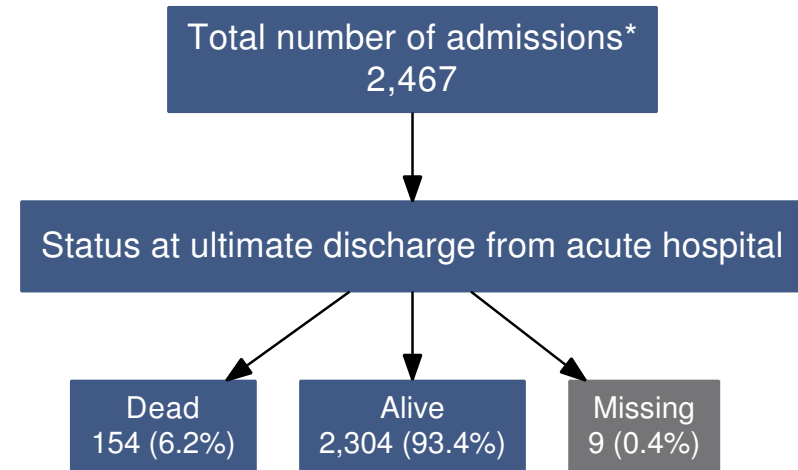 Total number of admissions*
2,467
Status at ultimate discharge from acute hospital
Dead
154 (6.2%)
Alive
2,304 (93.4%)
Missing
9 (0.4%)